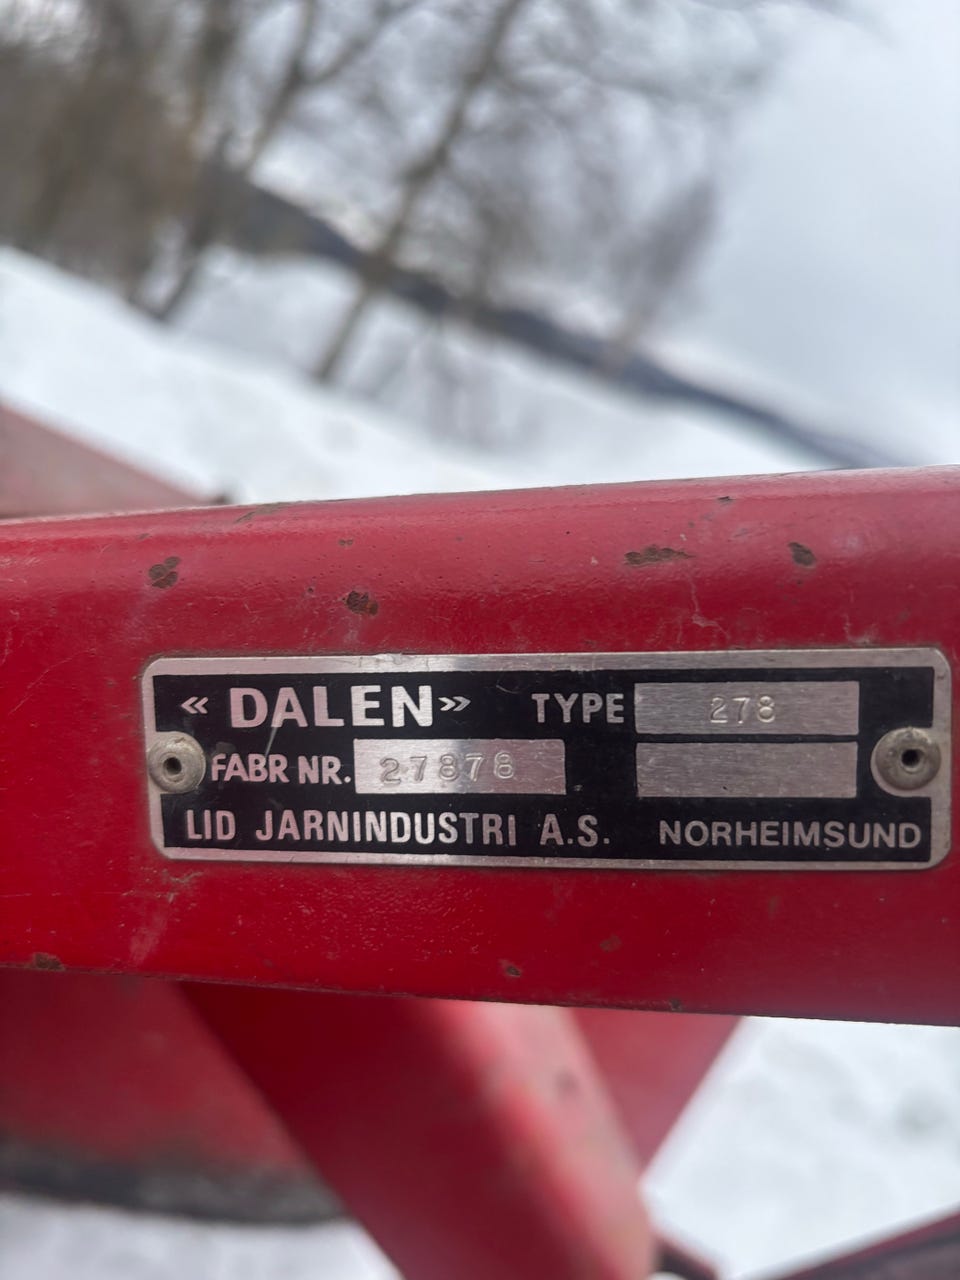 « DALEN » TYPE 278
FABR NR. 27878
LID JARNINDUSTRI A.S. NORHEIMSUND